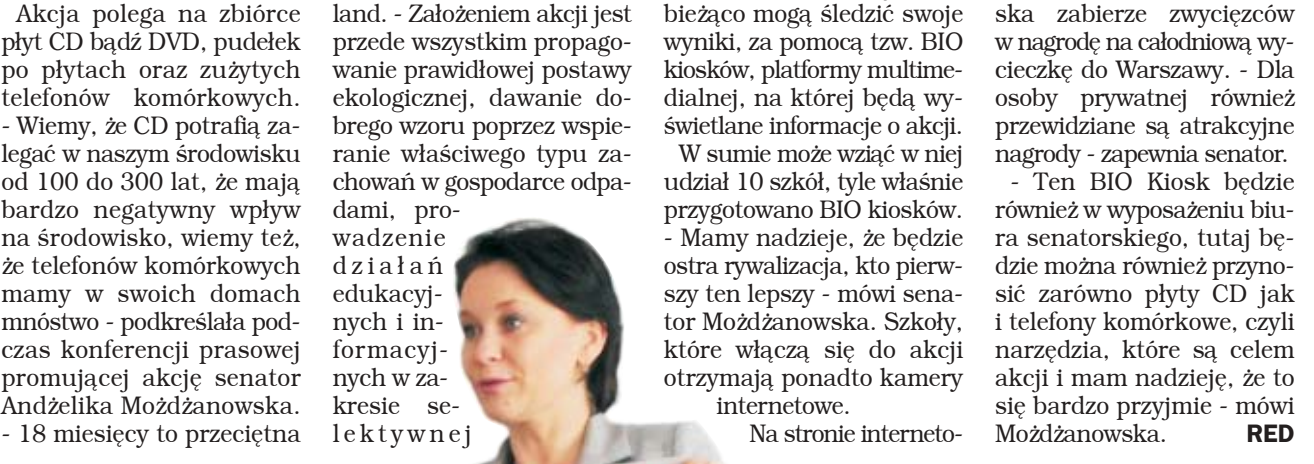 Akcja polega na zbiórce
płyt CD bądź DVD, pudełek
po płytach oraz zużytych
telefonów komórkowych.
- Wiemy, że CD potrafią za-
legać w naszym środowisku
od 100 do 300 lat, że mają
bardzo negatywny wpływ
na środowisko, wiemy też,
że telefonów komórkowych
mamy w swoich domach
mnóstwo - podkreślała pod-
czas konferencji prasowej
promującej akcję senator
Andżelika Możdżanowska.
- 18 miesięcy to przeciętna
land. - Założeniem akcji jest
przede wszystkim propago-
wanie prawidłowej postawy
ekologicznej, dawanie do-
brego wzoru poprzez wspie-
ranie właściwego typu za-
chowań w gospodarce odpa-
dami, pro-
wadzenie
działań
edukacyj-
nych i in-
formacyj-
nych w za-
kresie se-
lektywnej
bieżąco mogą śledzić swoje
wyniki, za pomocą tzw. BIO
kiosków, platformy multime-
dialnej, na której będą wy-
świetlane informacje o akcji.
W sumie może wziąć w niej
udział 10 szkół, tyle właśnie
przygotowano BIO kiosków.
- Mamy nadzieje, że będzie
ostra rywalizacja, kto pierw-
szy ten lepszy - mówi sena-
tor Możdżanowska. Szkoły,
które włączą się do akcji
otrzymają ponadto kamery
internetowe.
Na stronie interneto-
ska zabierze zwycięzców
w nagrodę na całodniową wy-
cieczkę do Warszawy. - Dla
osoby prywatnej również
przewidziane są atrakcyjne
nagrody - zapewnia senator.
- Ten BIO Kiosk będzie
również w wyposażeniu biu-
ra senatorskiego, tutaj bę-
dzie można również przyno-
sić zarówno płyty CD jak
i telefony komórkowe, czyli
narzędzia, które są celem
akcji i mam nadzieję, że to
się bardzo przyjmie - mówi
Możdżanowska. RED